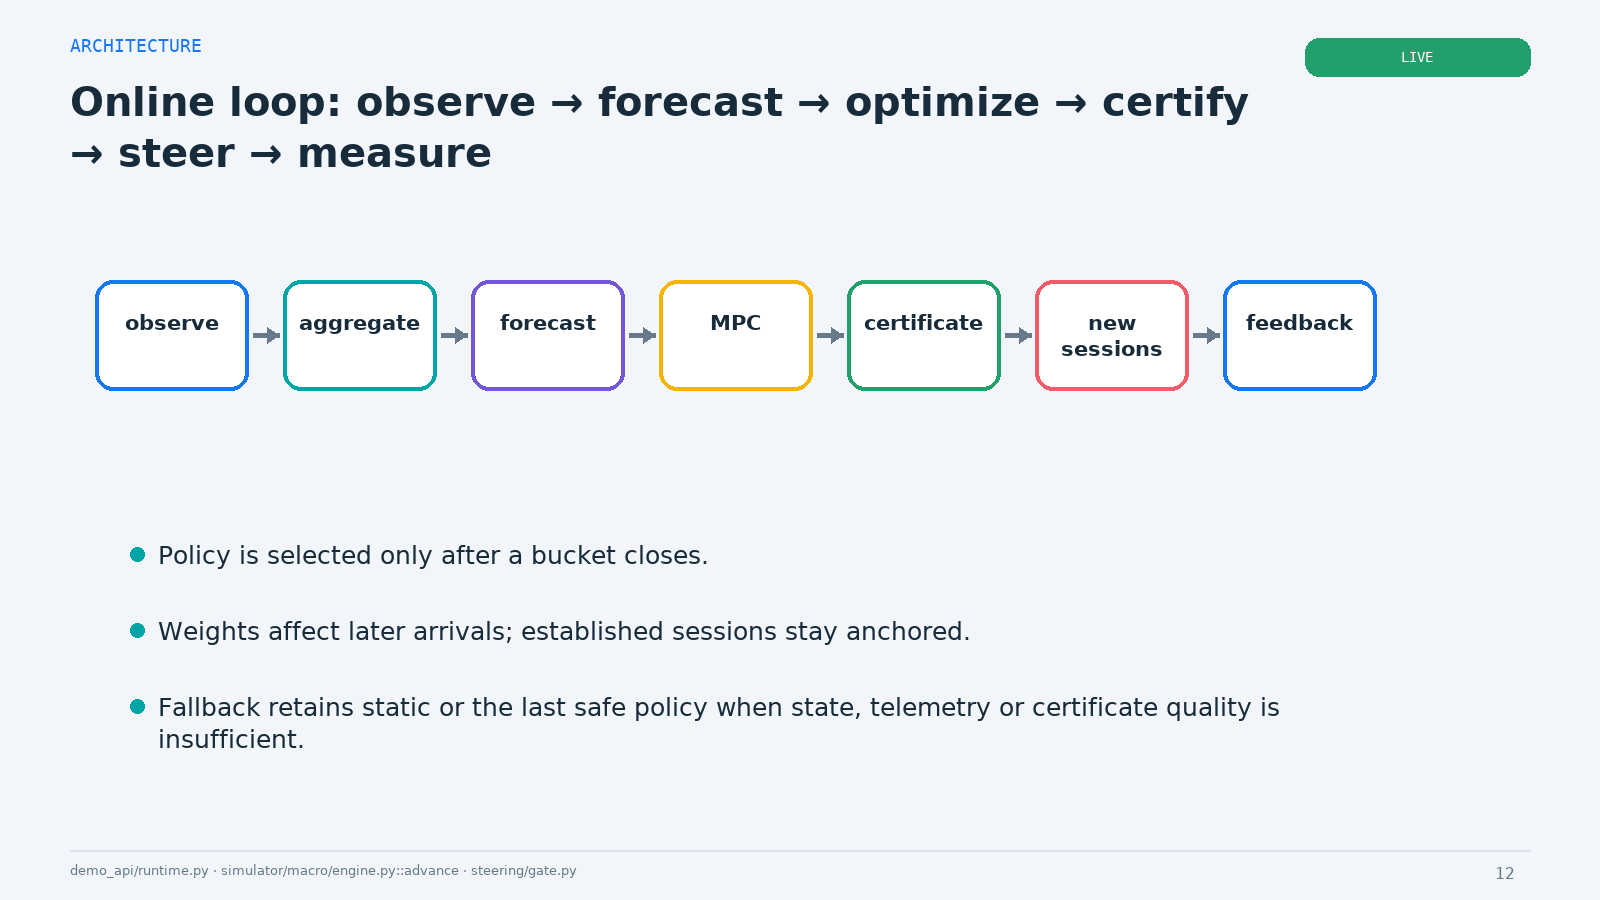 ARCHITECTURE
LIVE
Online loop: observe → forecast → optimize → certify
→ steer → measure
observe
aggregate
forecast
MPC
certificate
new
sessions
feedback
Policy is selected only after a bucket closes.
Weights affect later arrivals; established sessions stay anchored.
Fallback retains static or the last safe policy when state, telemetry or certificate quality is
insufficient.
demo_api/runtime.py · simulator/macro/engine.py::advance · steering/gate.py
12